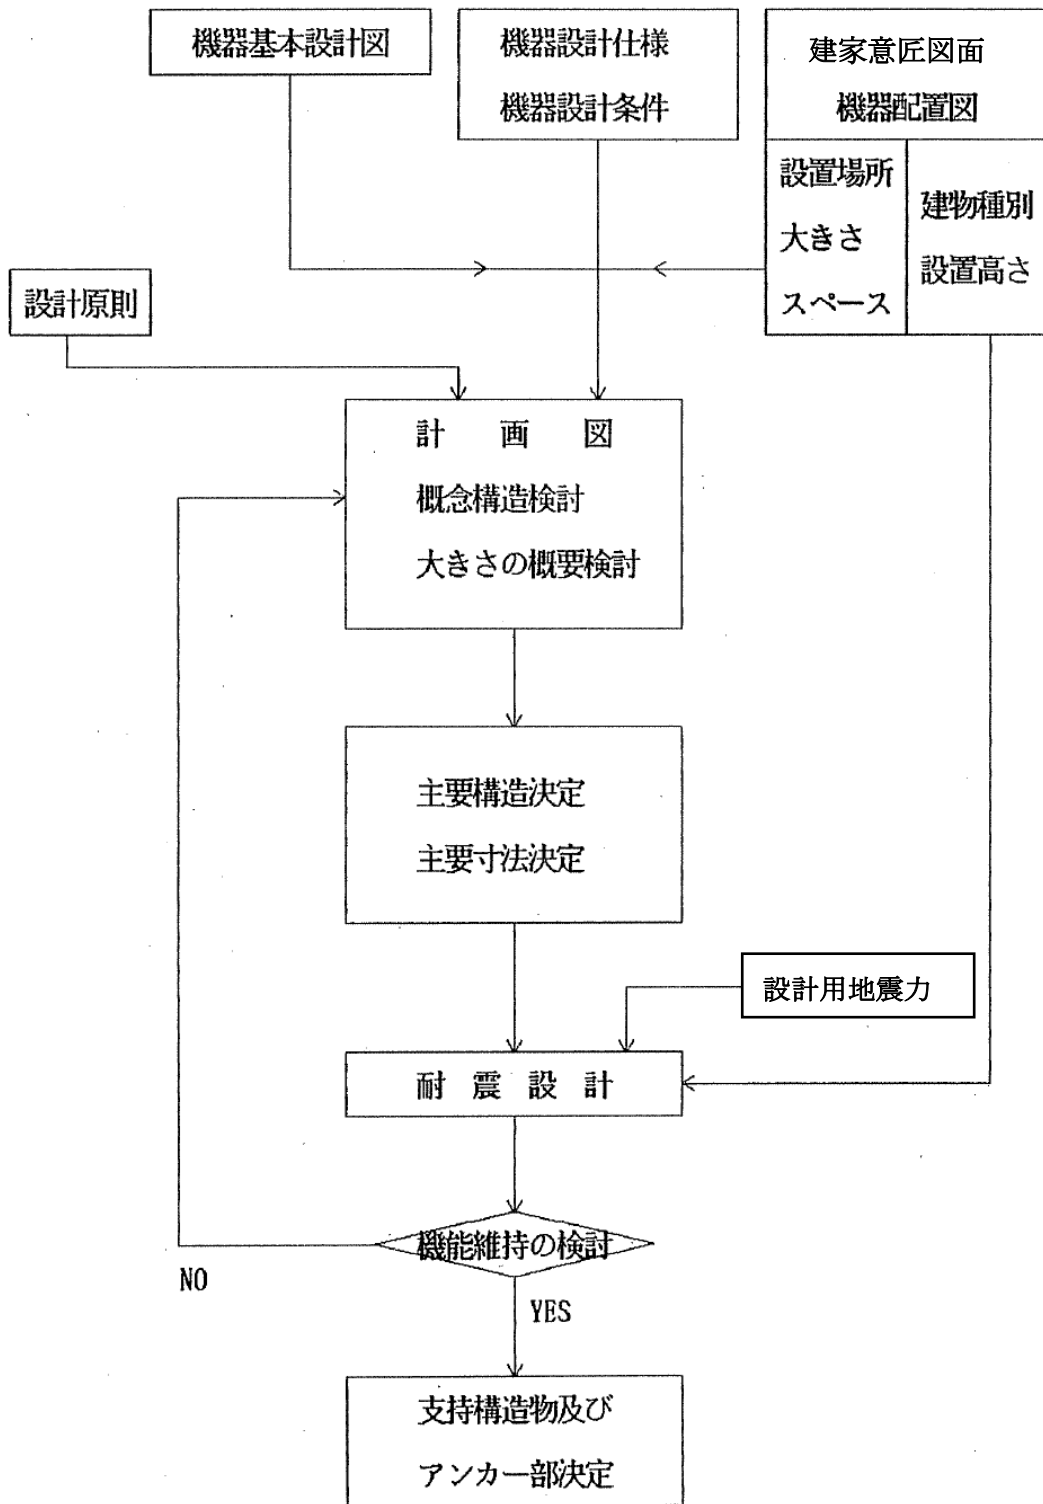 機器基本設計図
機器設計仕様
機器設計条件
建家意匠図面
機器配置図
設置場所
大きさ
スペース
建物種別
設置高さ
設計原則
計 画 図
概念構造検討
大きさの概要検討
主要構造決定
主要寸法決定
設計用地震力
耐 震 設 計
機能維持の検討
NO
YES
支持構造物及び
アンカー部決定